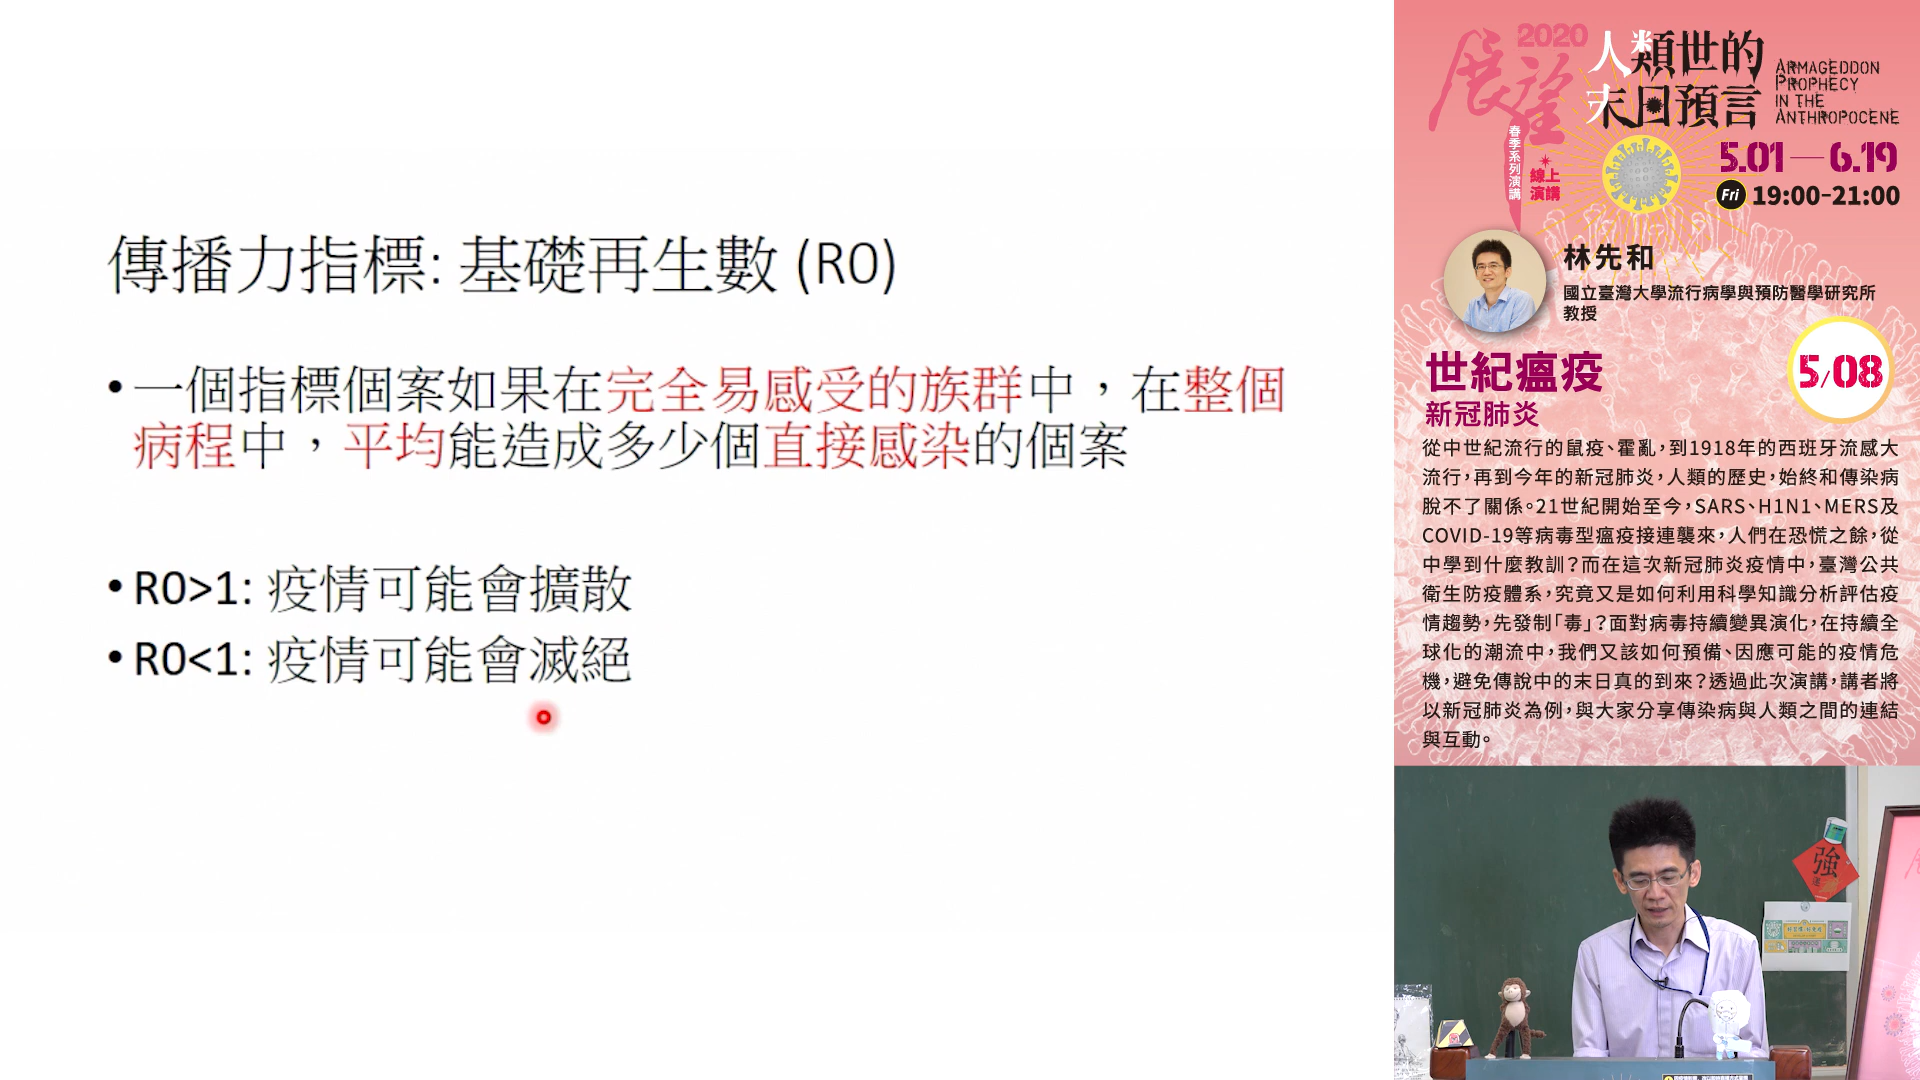 傳播力指標: 基礎再生數 (R0)
•一個指標個案如果在完全易感受的族群中，在整個
病程中，平均能造成多少個直接感染的個案
•R0>1: 疫情可能會擴散
•R0<1: 疫情可能會滅絕
2020
展望
春季系列演講
線上
演講
人類世的
末日預言
ARMAGEDDON
PROPHECY
IN THE
ANTHROPOCENE
5.01—6.19
Fri 19:00-21:00
林先和
國立臺灣大學流行病學與預防醫學研究所
教授
5/08
世紀瘟疫
新冠肺炎
從中世紀流行的鼠疫、霍亂，到1918年的西班牙流感大
流行，再到今年的新冠肺炎，人類的歷史，始終和傳染病
脫不了關係。21世紀開始至今，SARS、H1N1、MERS及
COVID-19等病毒型瘟疫接連襲來，人們在恐慌之餘，從
中學到什麼教訓？而在這次新冠肺炎疫情中，臺灣公共
衛生防疫體系，究竟又是如何利用科學知識分析評估疫
情趨勢，先發制「毒」？面對病毒持續變異演化，在持續全
球化的潮流中，我們又該如何預備、因應可能的疫情危
機，避免傳說中的末日真的到來？透過此次演講，講者將
以新冠肺炎為例，與大家分享傳染病與人類之間的連結
與互動。
強